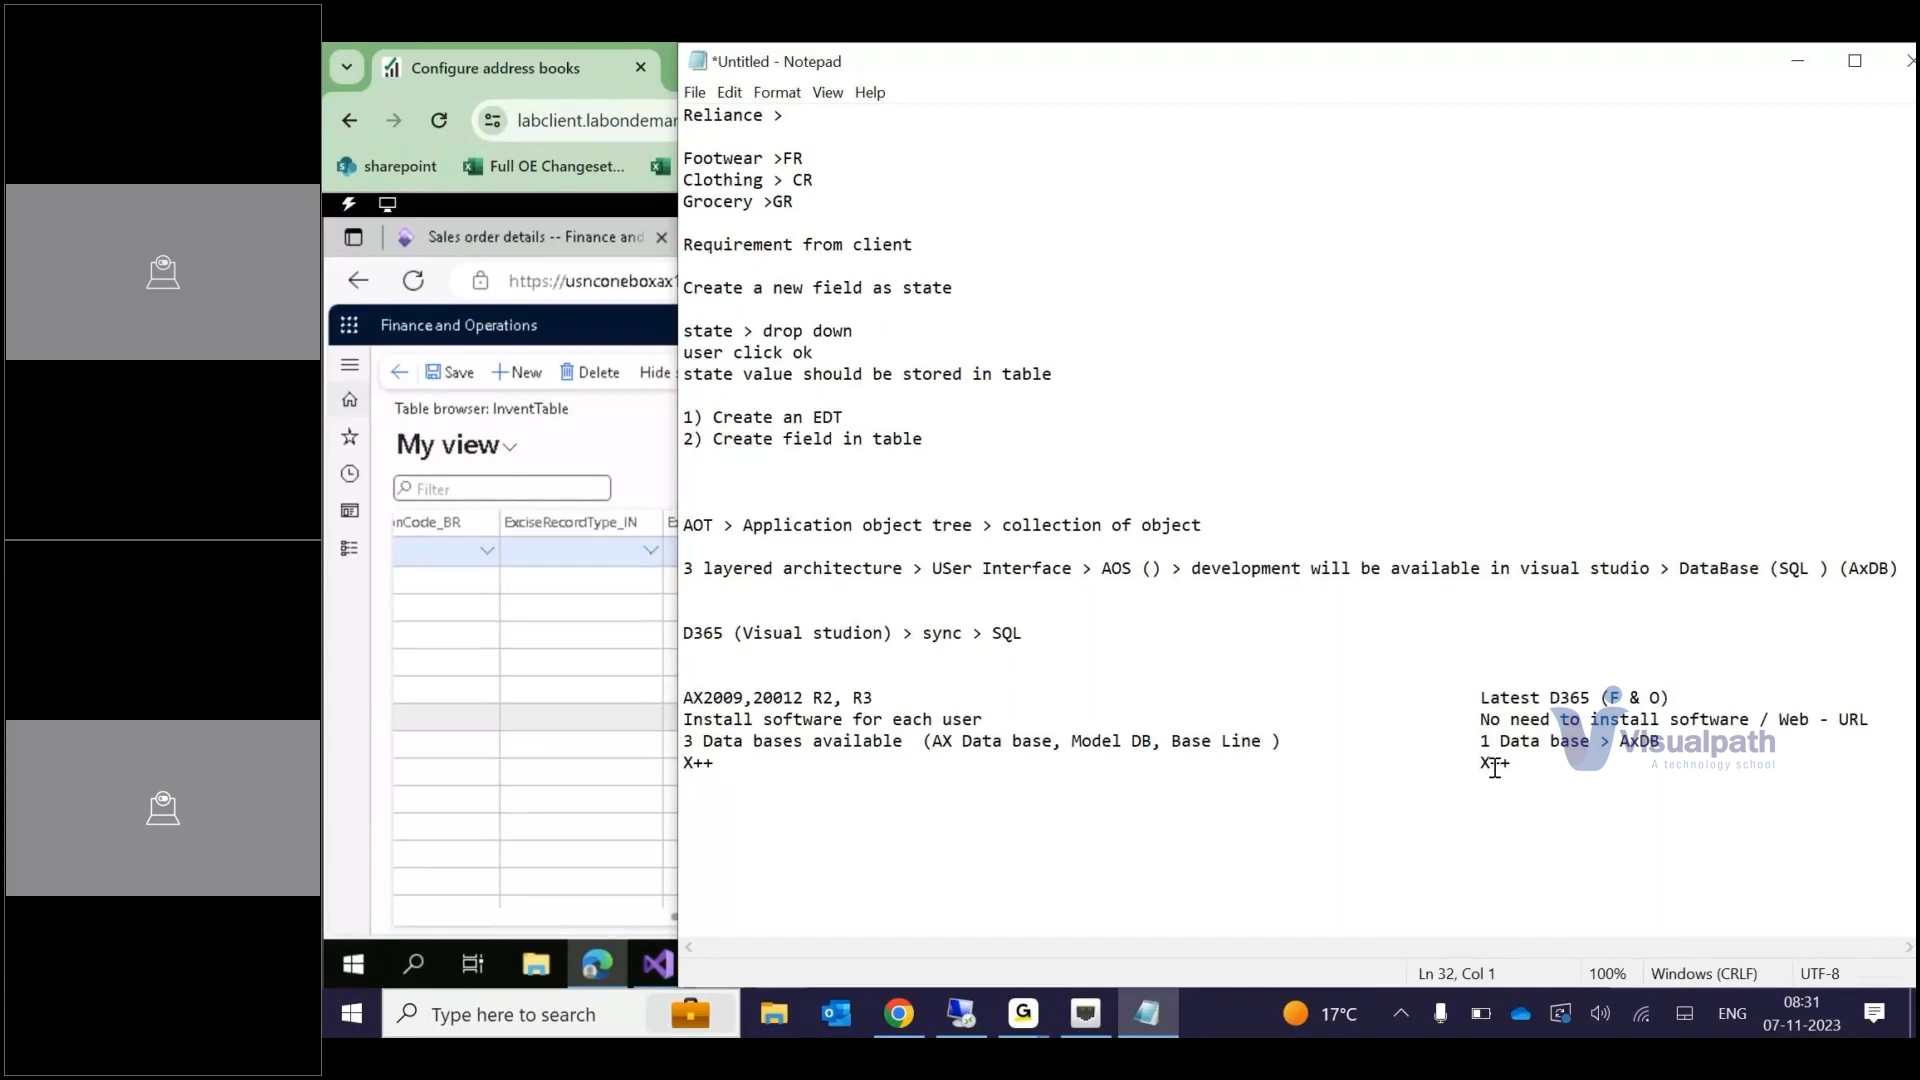 Configure address books
labclient.labondemar
sharepoint
Full OE Changeset...
Sales order details -- Finance and
https://usnconeboxax1
Finance and Operations
Save
New
Delete
Hide
Table browser: InventTable
My view
Filter
nCode_BR
ExciseRecordType_IN
*Untitled - Notepad
File Edit Format View Help
Reliance >
Footwear >FR
Clothing > CR
Grocery >GR
Requirement from client
Create a new field as state
state > drop down
user click ok
state value should be stored in table
1) Create an EDT
2) Create field in table
AOT > Application object tree > collection of object
3 layered architecture > USer Interface > AOS () > development will be available in visual studio > DataBase (SQL ) (AxDB)
D365 (Visual studion) > sync > SQL
AX2009,20012 R2, R3
Latest D365 (F & O)
Install software for each user
No need to install software / Web - URL
3 Data bases available (AX Data base, Model DB, Base Line )
1 Data base > AxDB
X++
X++
Visualpath
A technology school
Ln 32, Col 1
100%
Windows (CRLF)
UTF-8
Type here to search
17°C
ENG
08:31
07-11-2023